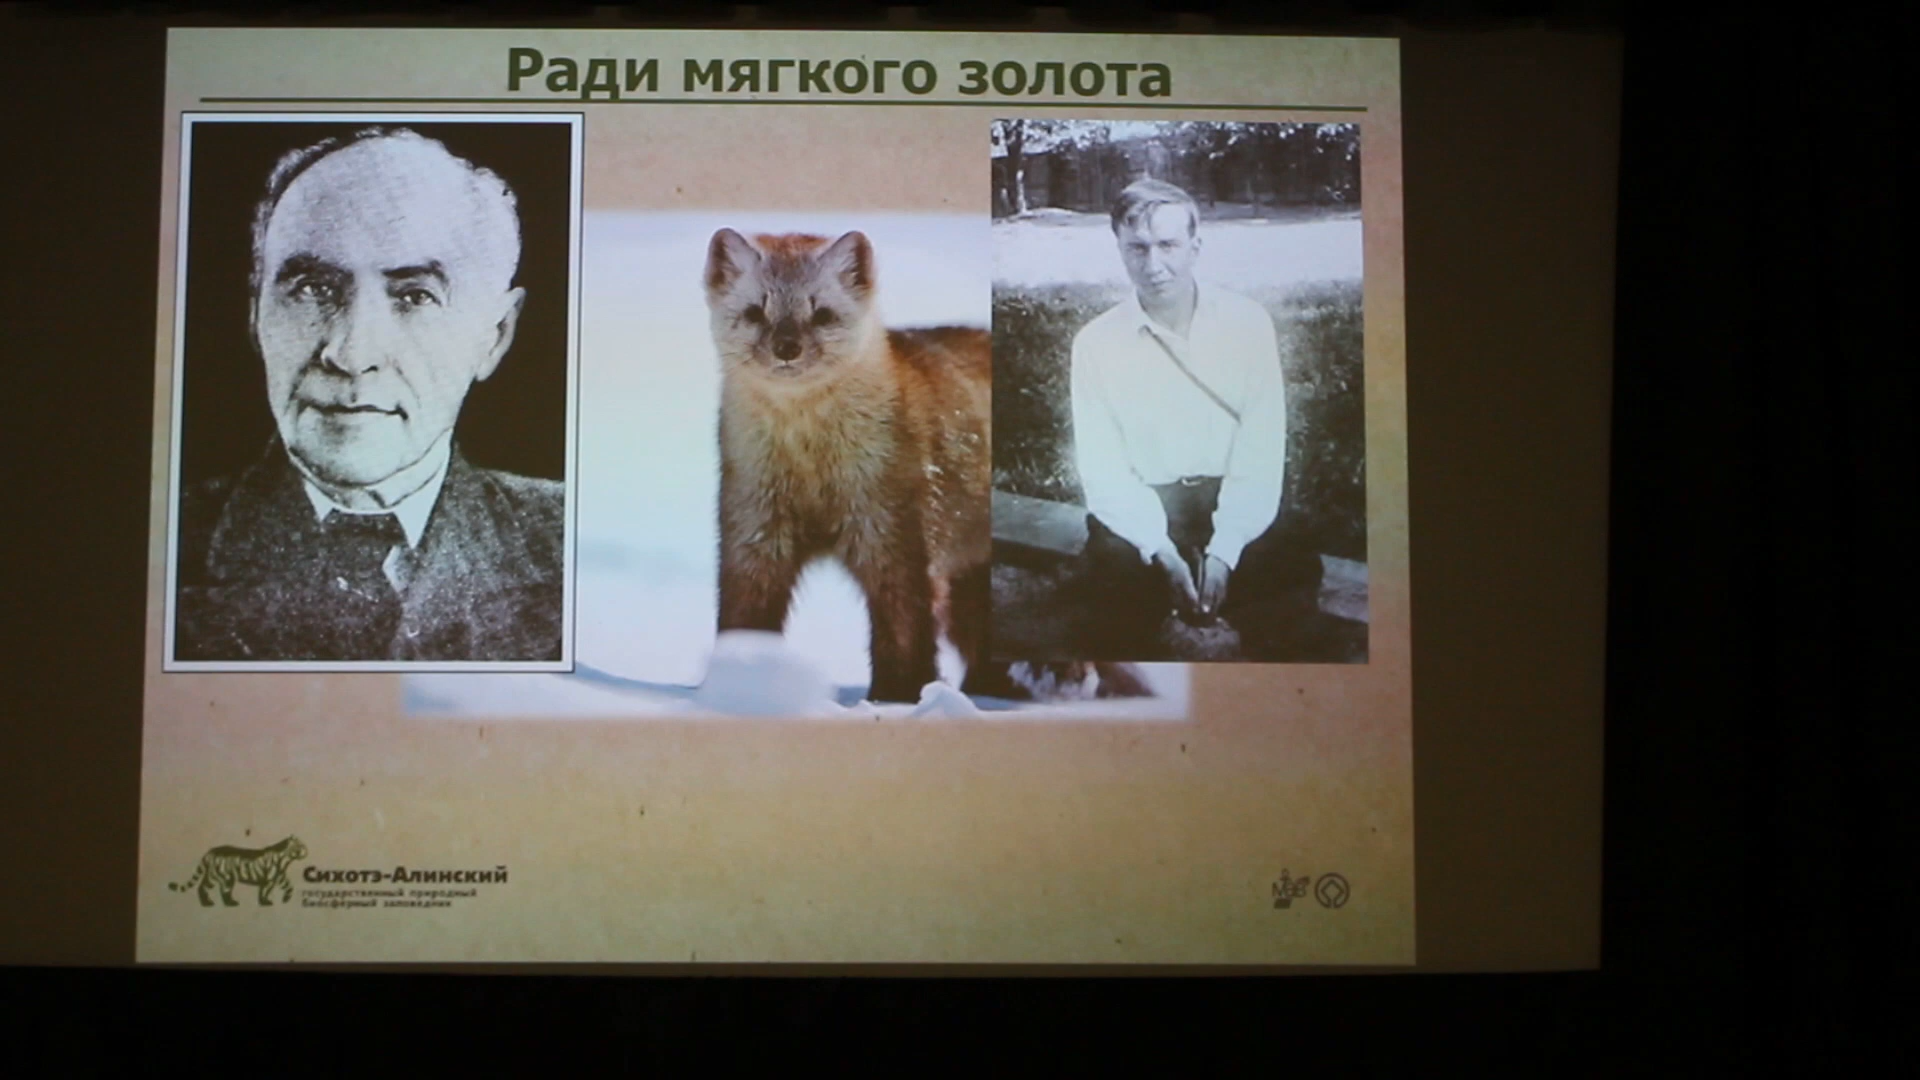 Ради мягкого золота
Сихотэ-Алинский
государственный природный
биосферный заповедник